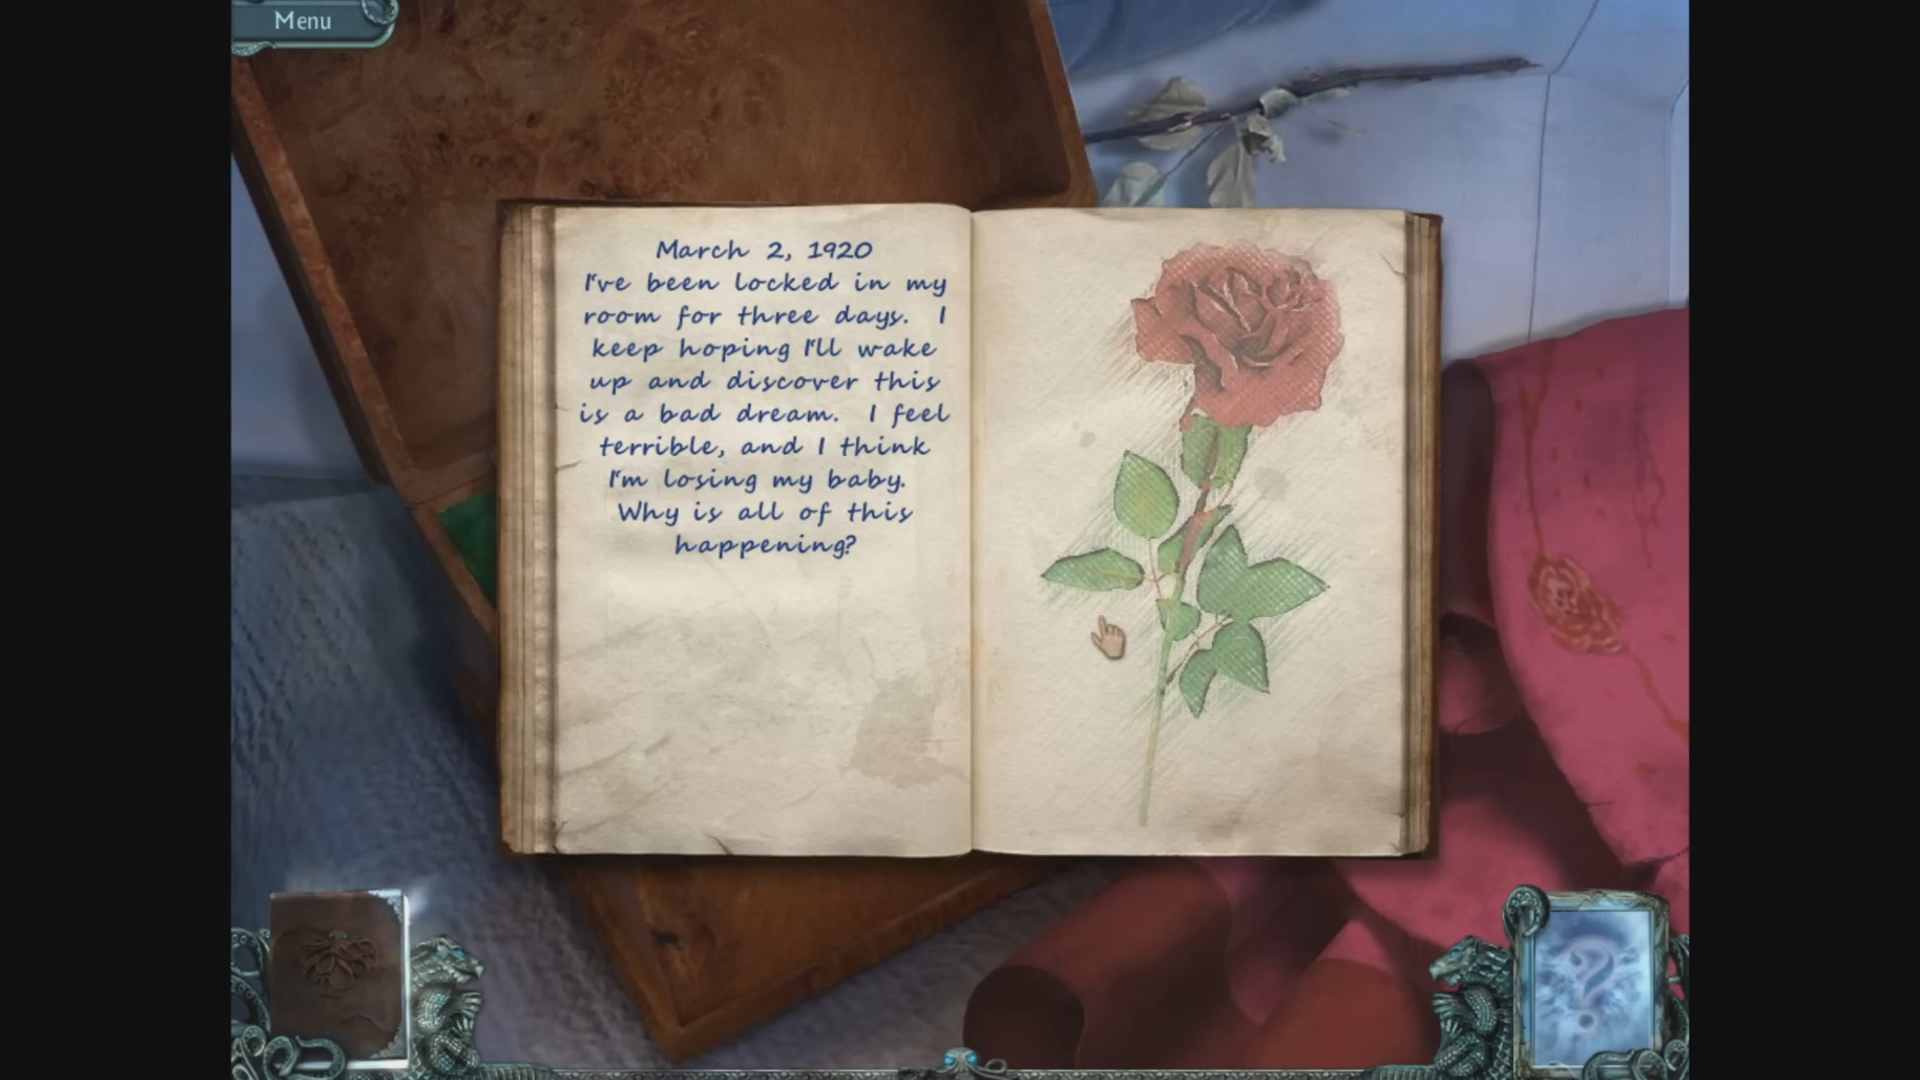 Menu
March 2, 1920
I've been locked in my
room for three days. I
keep hoping I'll wake
up and discover this
is a bad dream. I feel
terrible, and I think
I'm losing my baby.
Why is all of this
happening?
?